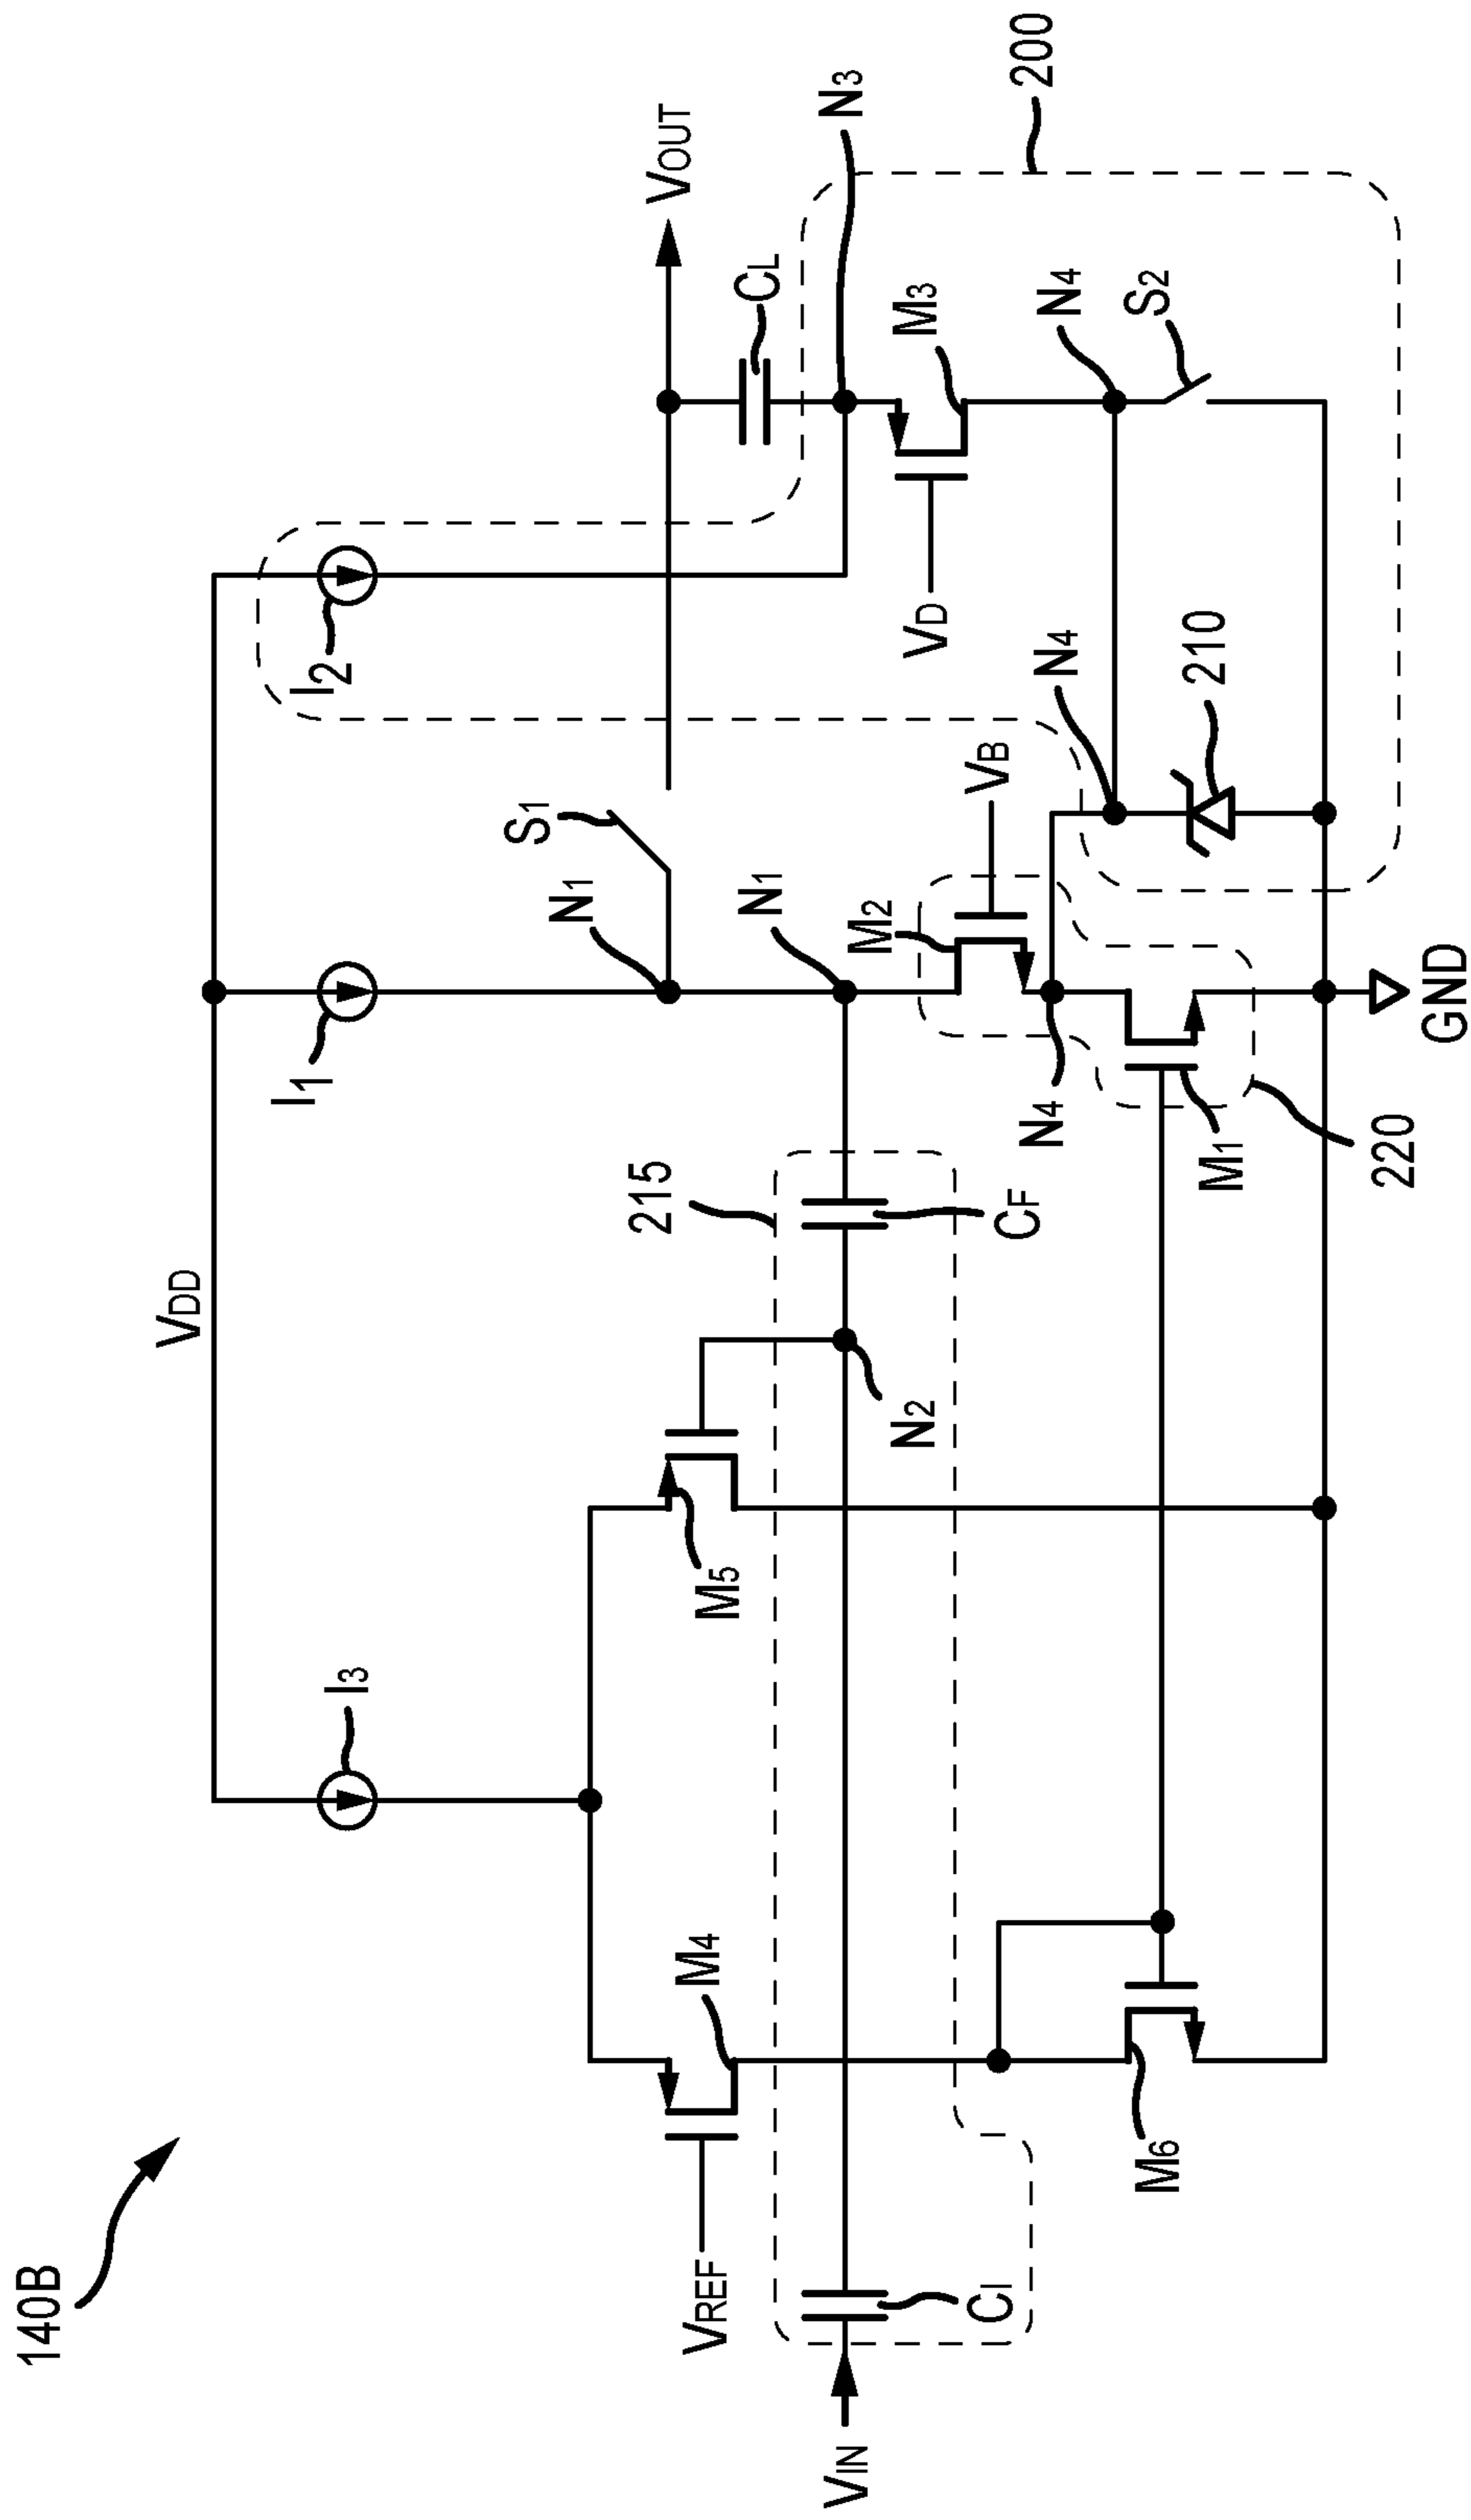 140B
VDD
I3
I1
I2
VOUT
CL
N3
200
S1
N1
N1
M2
VB
N4
VD
M3
N4
S2
210
215
CF
N4
M1
220
GND
M5
N2
M4
VREF
VIN
CI
M6